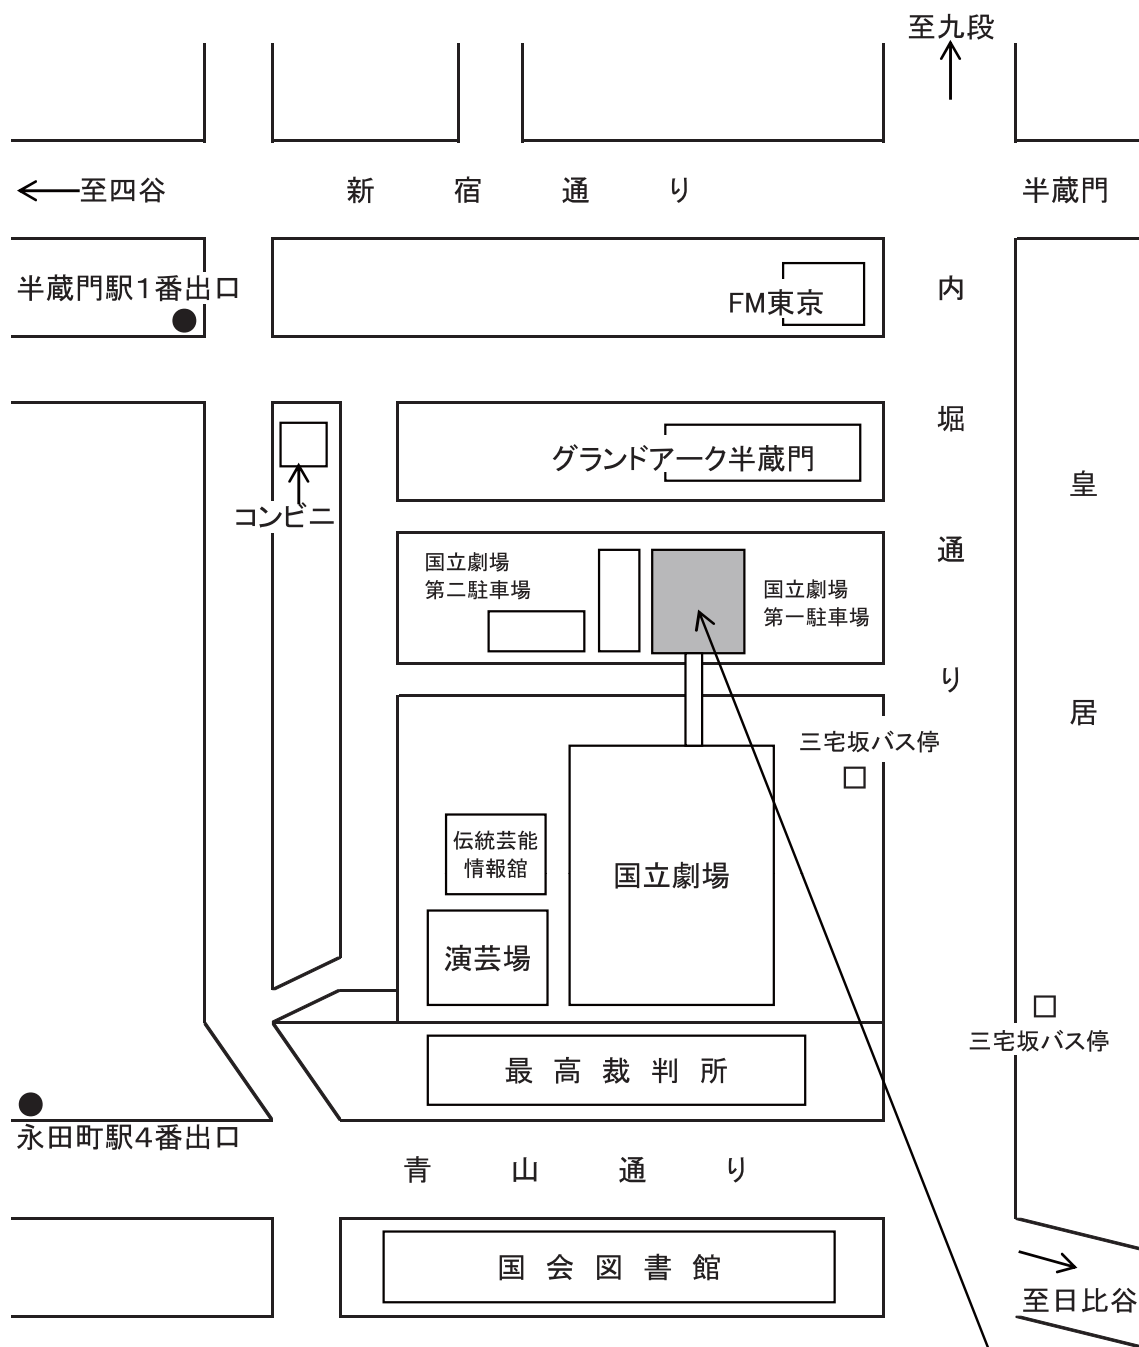 至九段
至四谷
新宿通り
半蔵門
半蔵門駅1番出口
FM東京
内堀通り
グランドアーク半蔵門
皇居
コンビニ
国立劇場
第二駐車場
国立劇場
第一駐車場
三宅坂バス停
伝統芸能
情報舘
国立劇場
演芸場
三宅坂バス停
最高裁判所
永田町駅4番出口
青山通り
国会図書館
至日比谷